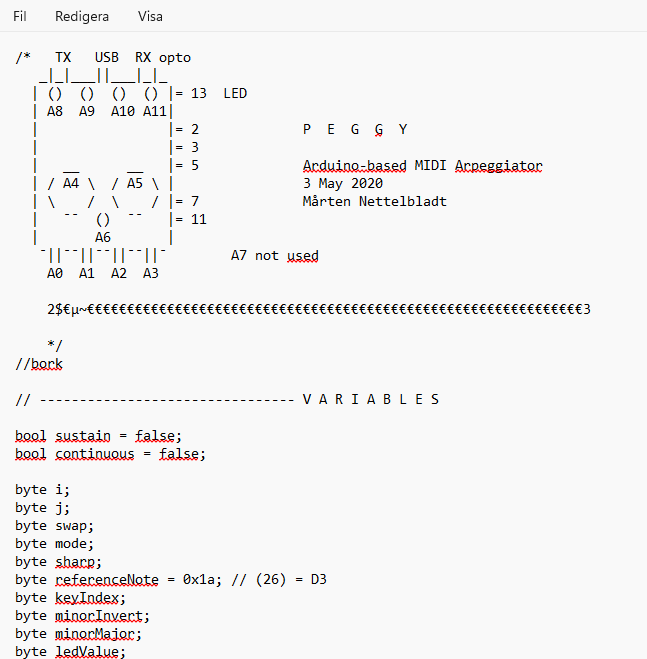 Fil Redigera Visa
/*   TX   USB  RX opto
   _|_|___||___|_|_
  | ()  ()  ()  () |= 13  LED
  | A8  A9  A10 A11|
  |                |= 2             P  E  G  G  Y
  |                |= 3
  |   __      __   |= 5             Arduino-based MIDI Arpeggiator
  | / A4 \  / A5 \ |                3 May 2020
  | \    /  \    / |= 7             Mårten Nettelbladt
  |   ¯¯  ()  ¯¯   |= 11
  |       A6       |
   ¯||¯¯||¯¯||¯¯||¯        A7 not used
    A0  A1  A2  A3
    2$€µ~€€€€€€€€€€€€€€€€€€€€€€€€€€€€€€€€€€€€€€€€€€€€€€€€€€€€€€€€€€€€€€3
    */
//bork
// -------------------------------- V A R I A B L E S
bool sustain = false;
bool continuous = false;
byte i;
byte j;
byte swap;
byte mode;
byte sharp;
byte referenceNote = 0x1a; // (26) = D3
byte keyIndex;
byte minorInvert;
byte minorMajor;
byte ledValue;